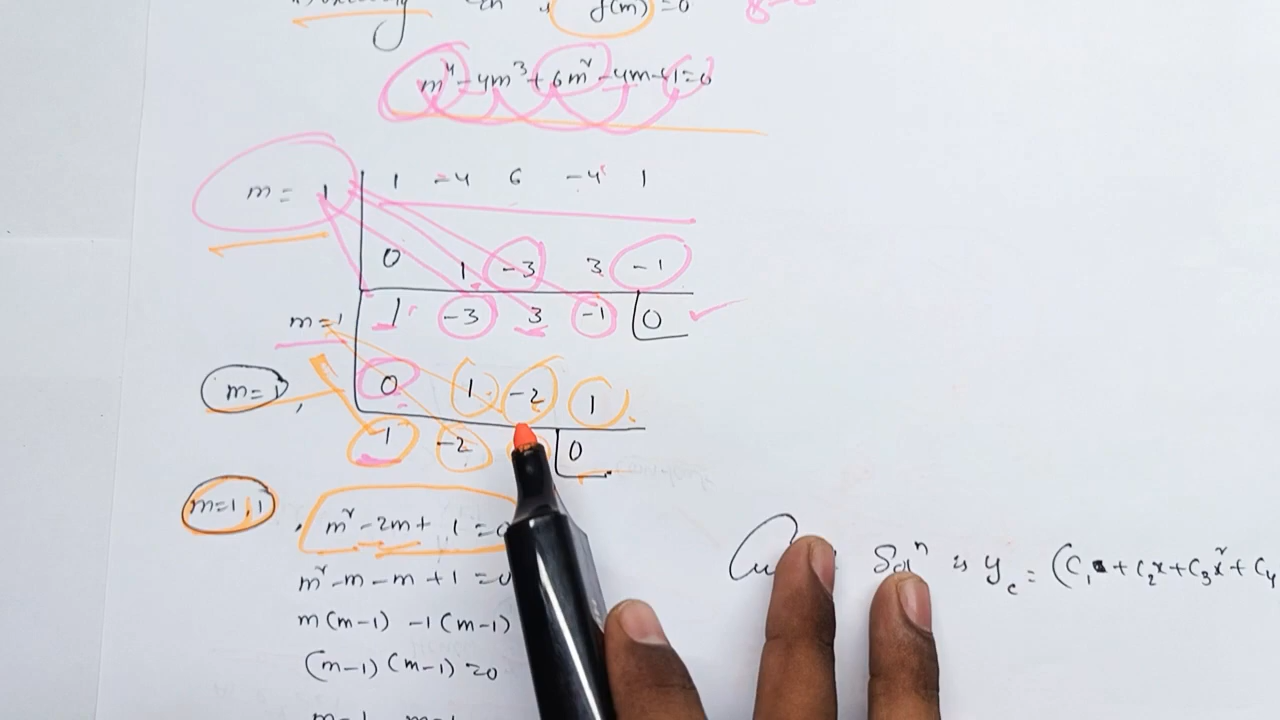 f(m) = 0
m⁴ - 4m³ + 6m² - 4m + 1 = 0
m = 1 | 1 -4 6 -4 1
0 1 -3 3 -1
m = 1 1 -3 3 -1 | 0
m = 1, 0 1 -2 1
1 -2 | 0
m = 1, 1, m² - 2m + 1 = 0
m² - m - m + 1 = 0
m(m-1) -1(m-1)
(m-1)(m-1) = 0
Solⁿ is y_c = (C₁ + C₂x + C₃x² + C₄